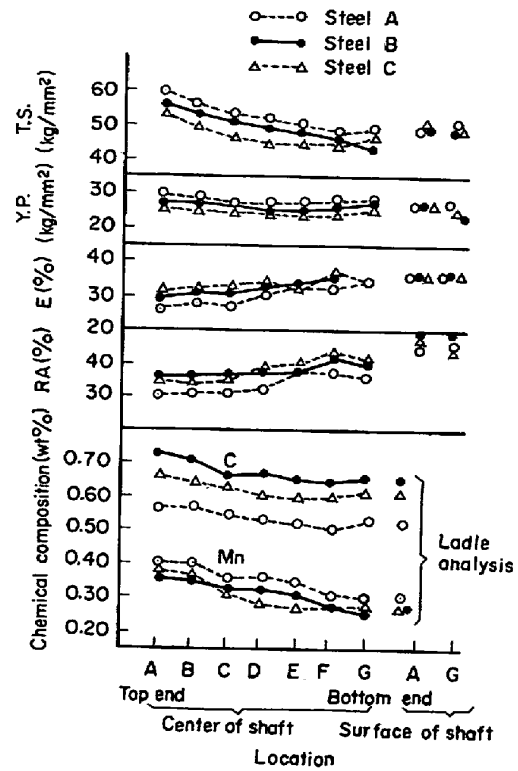 Steel A
Steel B
Steel C
T.S.
(kg/mm²)
60
50
40
Y.P.
(kg/mm²)
30
20
E (%)
40
30
20
RA (%)
40
30
Chemical composition (wt%)
0.70
0.60
0.50
0.40
0.30
0.20
C
Mn
Ladle
analysis
A B C D E F G A G
Top end Bottom end
Center of shaft Surface of shaft
Location